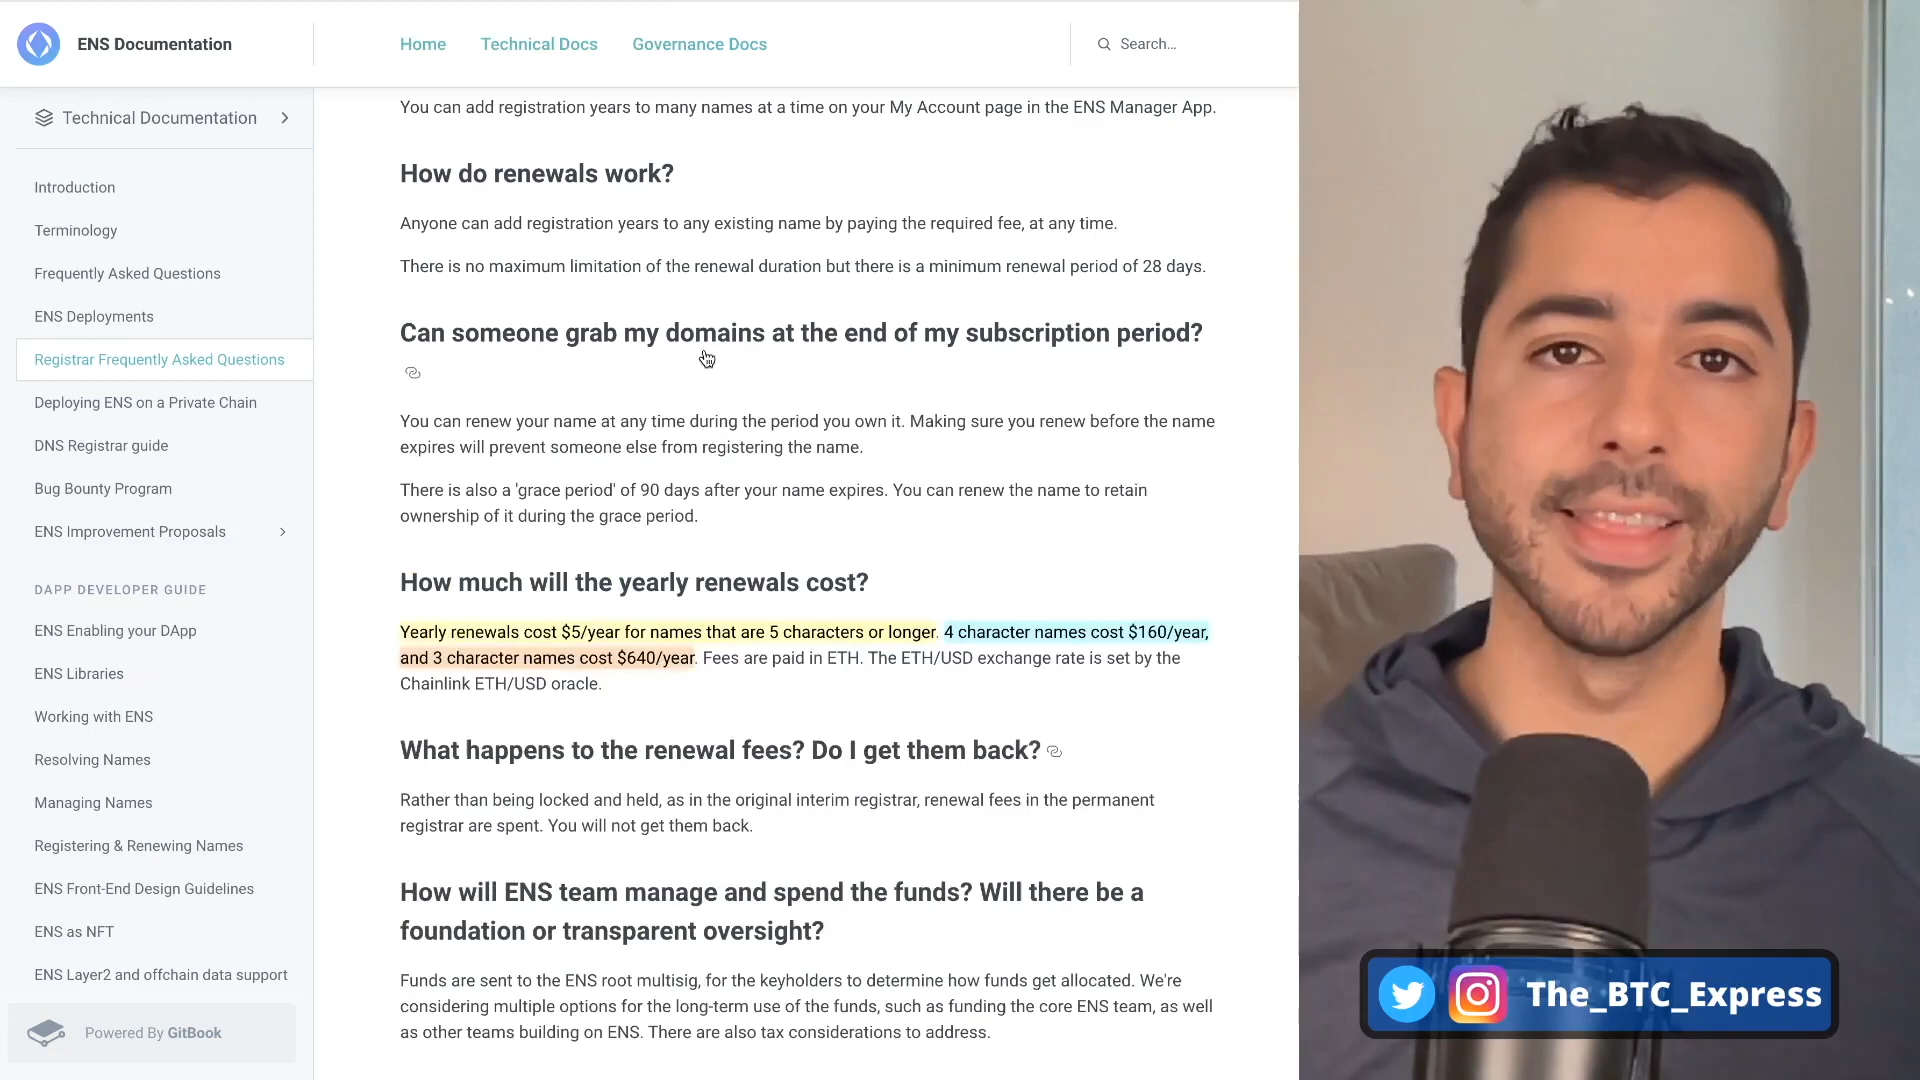 ENS Documentation
Home
Technical Docs
Governance Docs
Search...
Technical Documentation
Introduction
Terminology
Frequently Asked Questions
ENS Deployments
Registrar Frequently Asked Questions
Deploying ENS on a Private Chain
DNS Registrar guide
Bug Bounty Program
ENS Improvement Proposals
DAPP DEVELOPER GUIDE
ENS Enabling your DApp
ENS Libraries
Working with ENS
Resolving Names
Managing Names
Registering & Renewing Names
ENS Front-End Design Guidelines
ENS as NFT
ENS Layer2 and offchain data support
Powered By GitBook
You can add registration years to many names at a time on your My Account page in the ENS Manager App.
How do renewals work?
Anyone can add registration years to any existing name by paying the required fee, at any time.
There is no maximum limitation of the renewal duration but there is a minimum renewal period of 28 days.
Can someone grab my domains at the end of my subscription period?
You can renew your name at any time during the period you own it. Making sure you renew before the name
expires will prevent someone else from registering the name.
There is also a 'grace period' of 90 days after your name expires. You can renew the name to retain
ownership of it during the grace period.
How much will the yearly renewals cost?
Yearly renewals cost $5/year for names that are 5 characters or longer. 4 character names cost $160/year,
and 3 character names cost $640/year. Fees are paid in ETH. The ETH/USD exchange rate is set by the
Chainlink ETH/USD oracle.
What happens to the renewal fees? Do I get them back?
Rather than being locked and held, as in the original interim registrar, renewal fees in the permanent
registrar are spent. You will not get them back.
How will ENS team manage and spend the funds? Will there be a
foundation or transparent oversight?
Funds are sent to the ENS root multisig, for the keyholders to determine how funds get allocated. We're
considering multiple options for the long-term use of the funds, such as funding the core ENS team, as well
as other teams building on ENS. There are also tax considerations to address.
The_BTC_Express